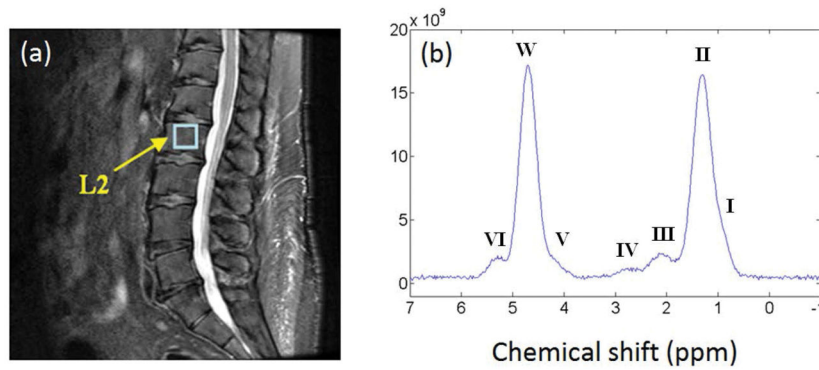 (a)
L2
20 x 10⁹
(b)
W
II
15
10
I
5
VI
V
IV
III
0
7 6 5 4 3 2 1 0 -1
Chemical shift (ppm)